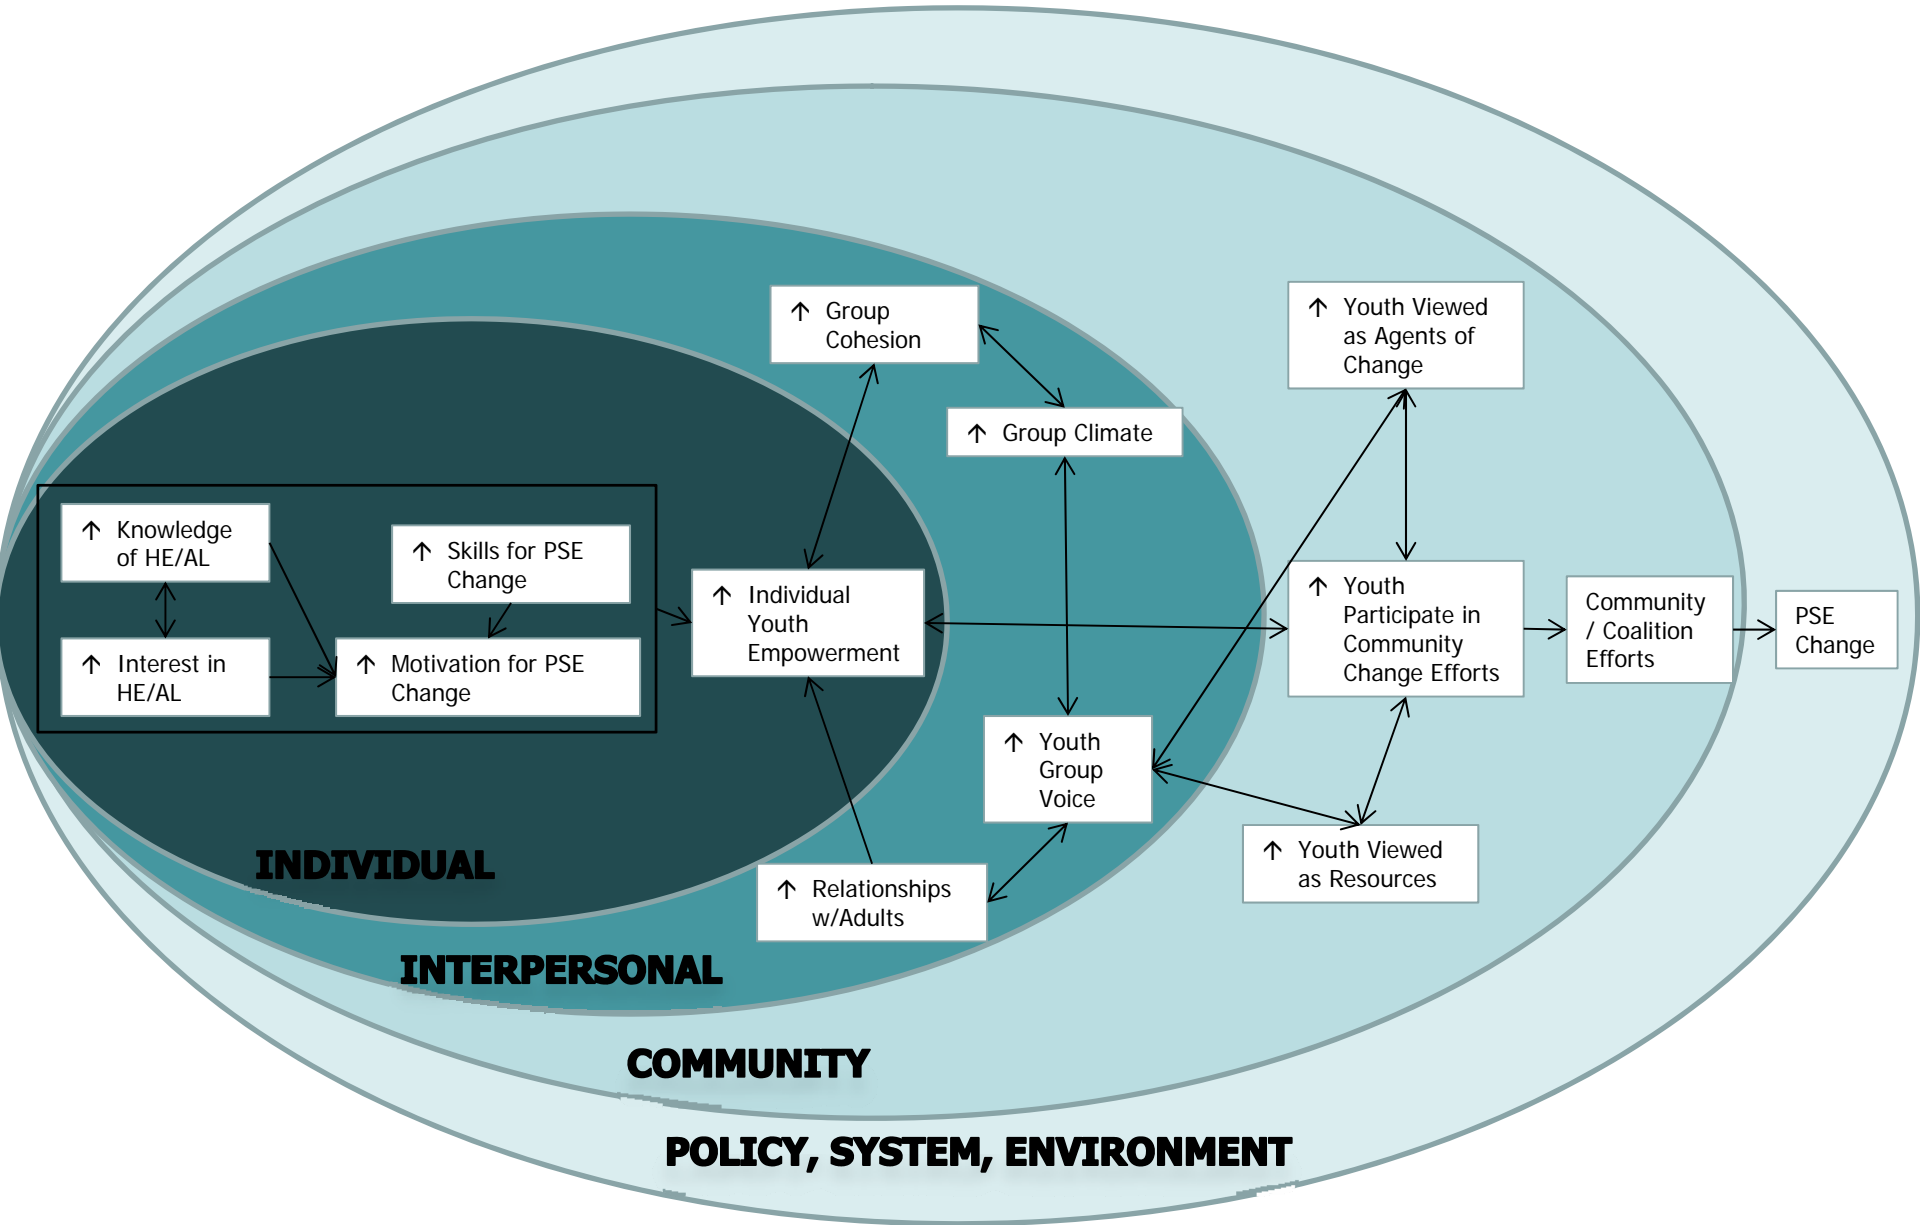 ↑ Knowledge
of HE/AL
↑ Interest in
HE/AL
↑ Skills for PSE
Change
↑ Motivation for PSE
Change
↑ Individual
Youth
Empowerment
↑ Group
Cohesion
↑ Group Climate
↑ Youth
Group
Voice
↑ Relationships
w/Adults
↑ Youth Viewed
as Agents of
Change
↑ Youth
Participate in
Community
Change Efforts
↑ Youth Viewed
as Resources
Community
/ Coalition
Efforts
PSE
Change
INDIVIDUAL
INTERPERSONAL
COMMUNITY
POLICY, SYSTEM, ENVIRONMENT